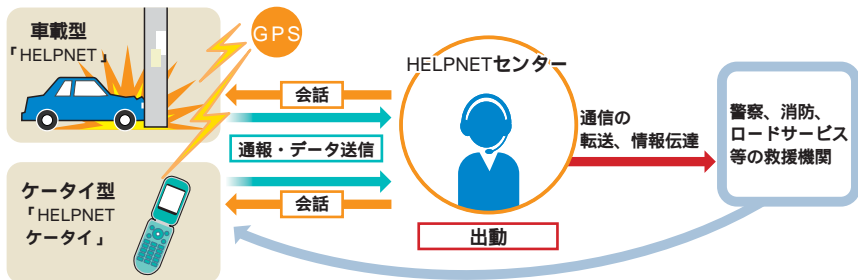 車載型
「HELPNET」
GPS
会話
通報・データ送信
会話
ケータイ型
「HELPNET
ケータイ」
HELPNETセンター
通信の
転送、情報伝達
出動
警察、消防、
ロードサービス
等の救援機関